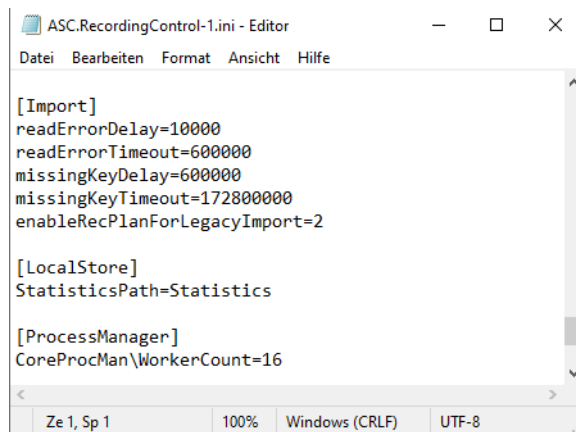 ASC.RecordingControl-1.ini - Editor
Datei Bearbeiten Format Ansicht Hilfe
[Import]
readErrorDelay=10000
readErrorTimeout=600000
missingKeyDelay=600000
missingKeyTimeout=172800000
enableRecPlanForLegacyImport=2
[LocalStore]
StatisticsPath=Statistics
[ProcessManager]
CoreProcMan\WorkerCount=16
Ze 1, Sp 1 100% Windows (CRLF) UTF-8